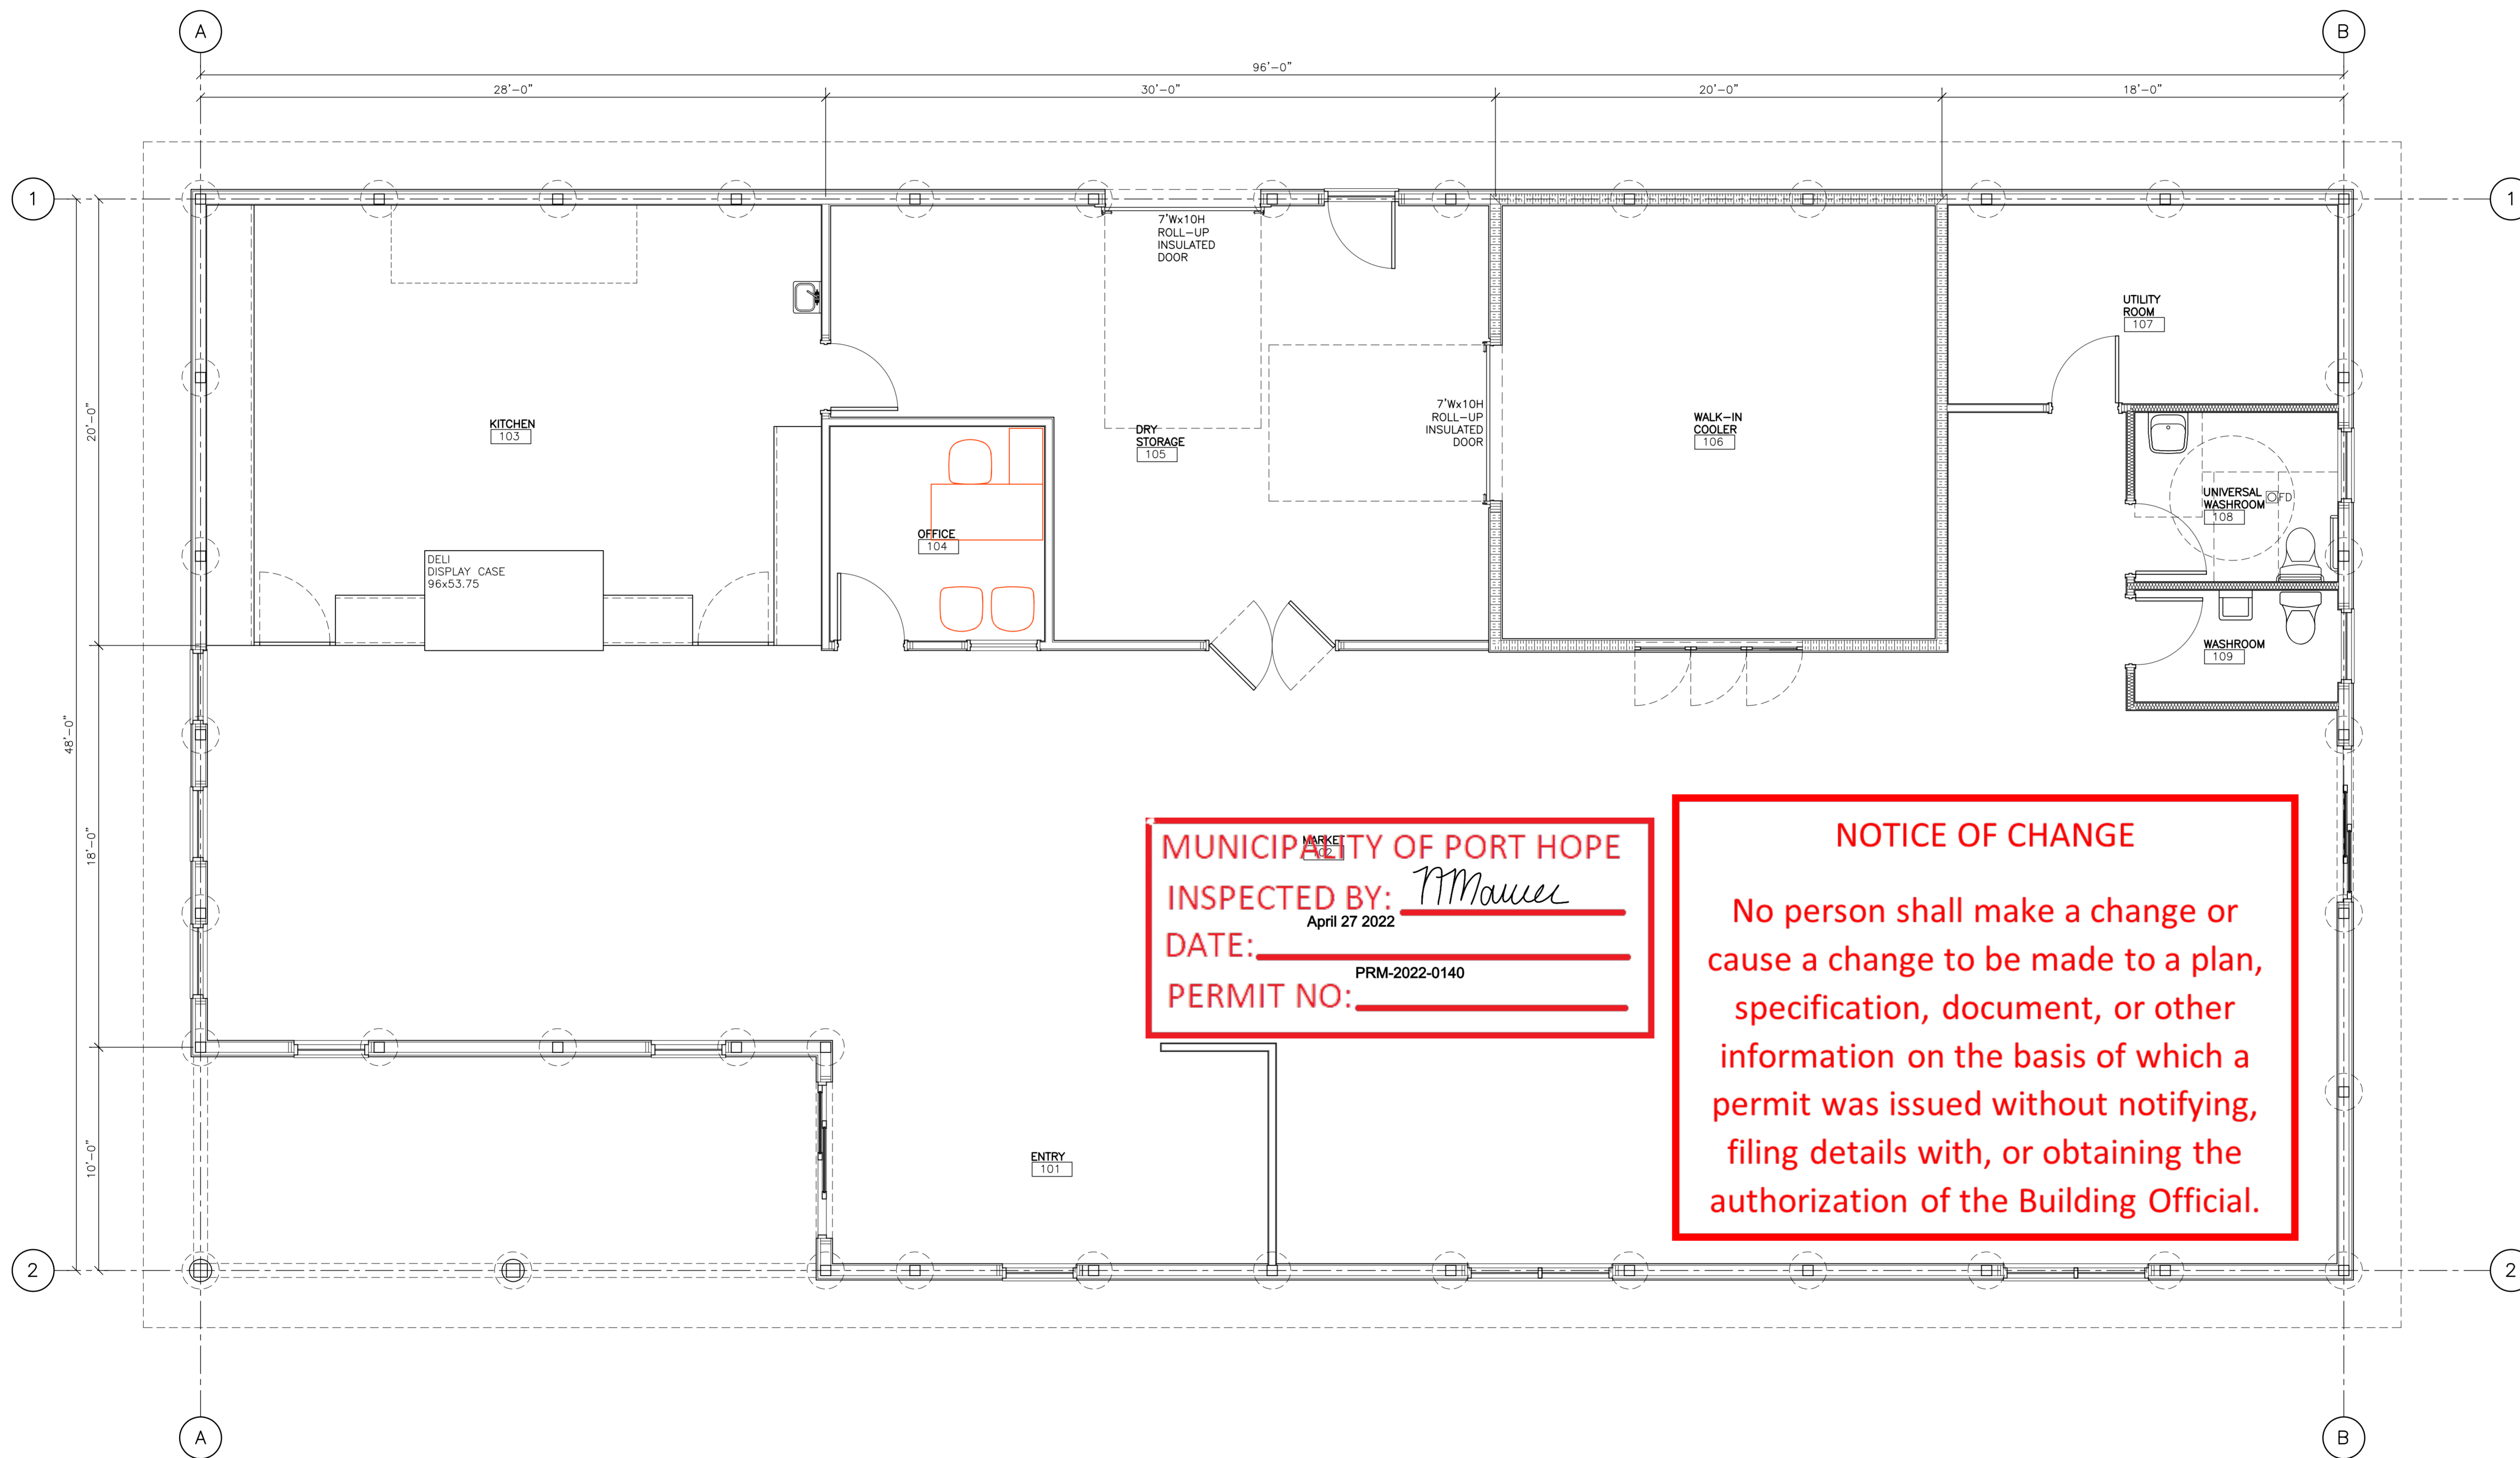 A
B
96'-0"
28'-0"
30'-0"
20'-0"
18'-0"
1
1
7'Wx10H
ROLL-UP
INSULATED
DOOR
UTILITY
ROOM
107
20'-0"
KITCHEN
103
DRY
STORAGE
105
7'Wx10H
ROLL-UP
INSULATED
DOOR
WALK-IN
COOLER
106
UNIVERSAL
WASHROOM
108
FD
OFFICE
104
DELI
DISPLAY CASE
96x53.75
WASHROOM
109
48'-0"
18'-0"
MARKET
102
MUNICIPALITY OF PORT HOPE
INSPECTED BY:
April 27 2022
DATE:
PRM-2022-0140
PERMIT NO:
NOTICE OF CHANGE
No person shall make a change or
cause a change to be made to a plan,
specification, document, or other
information on the basis of which a
permit was issued without notifying,
filing details with, or obtaining the
authorization of the Building Official.
10'-0"
ENTRY
101
2
2
A
B